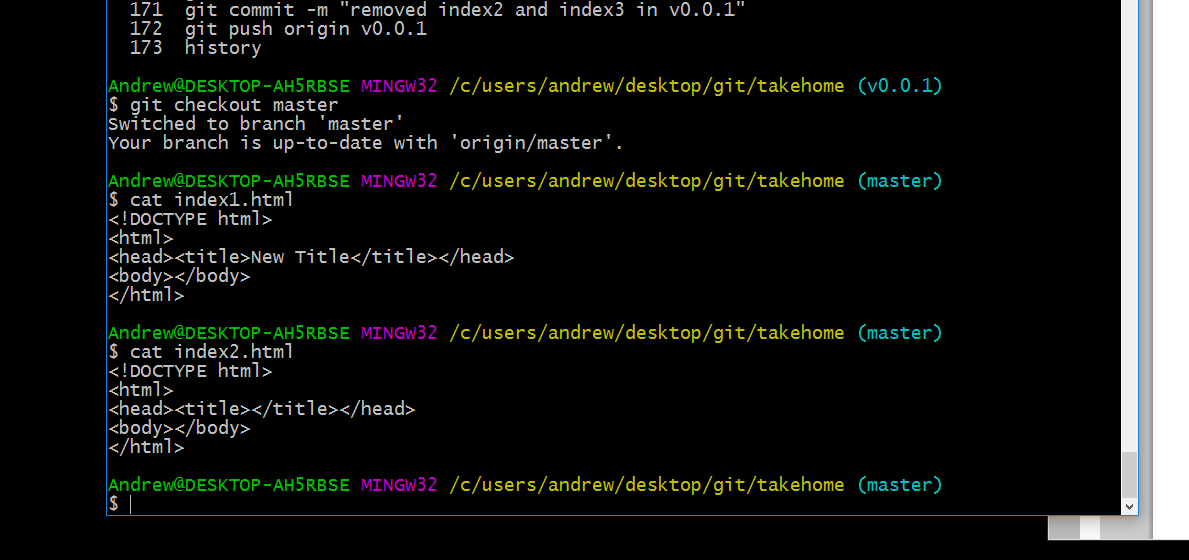 171  git commit -m "removed index2 and index3 in v0.0.1"
172  git push origin v0.0.1
173  history
Andrew@DESKTOP-AH5RBSE MINGW32 /c/users/andrew/desktop/git/takehome (v0.0.1)
$ git checkout master
Switched to branch 'master'
Your branch is up-to-date with 'origin/master'.
Andrew@DESKTOP-AH5RBSE MINGW32 /c/users/andrew/desktop/git/takehome (master)
$ cat index1.html
<!DOCTYPE html>
<html>
<head><title>New Title</title></head>
<body></body>
</html>
Andrew@DESKTOP-AH5RBSE MINGW32 /c/users/andrew/desktop/git/takehome (master)
$ cat index2.html
<!DOCTYPE html>
<html>
<head><title></title></head>
<body></body>
</html>
Andrew@DESKTOP-AH5RBSE MINGW32 /c/users/andrew/desktop/git/takehome (master)
$